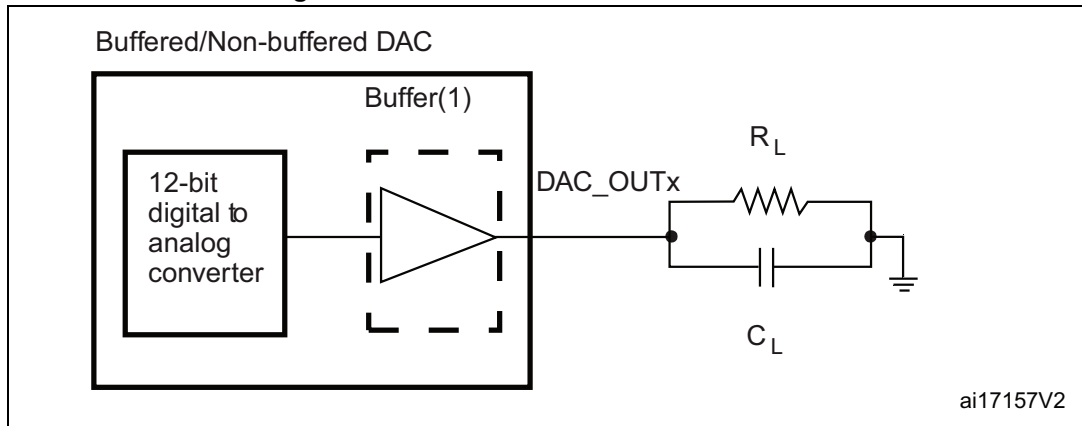 Buffered/Non-buffered DAC
Buffer(1)
12-bit
digital to
analog
converter
DAC_OUTx
R L
C L
ai17157V2